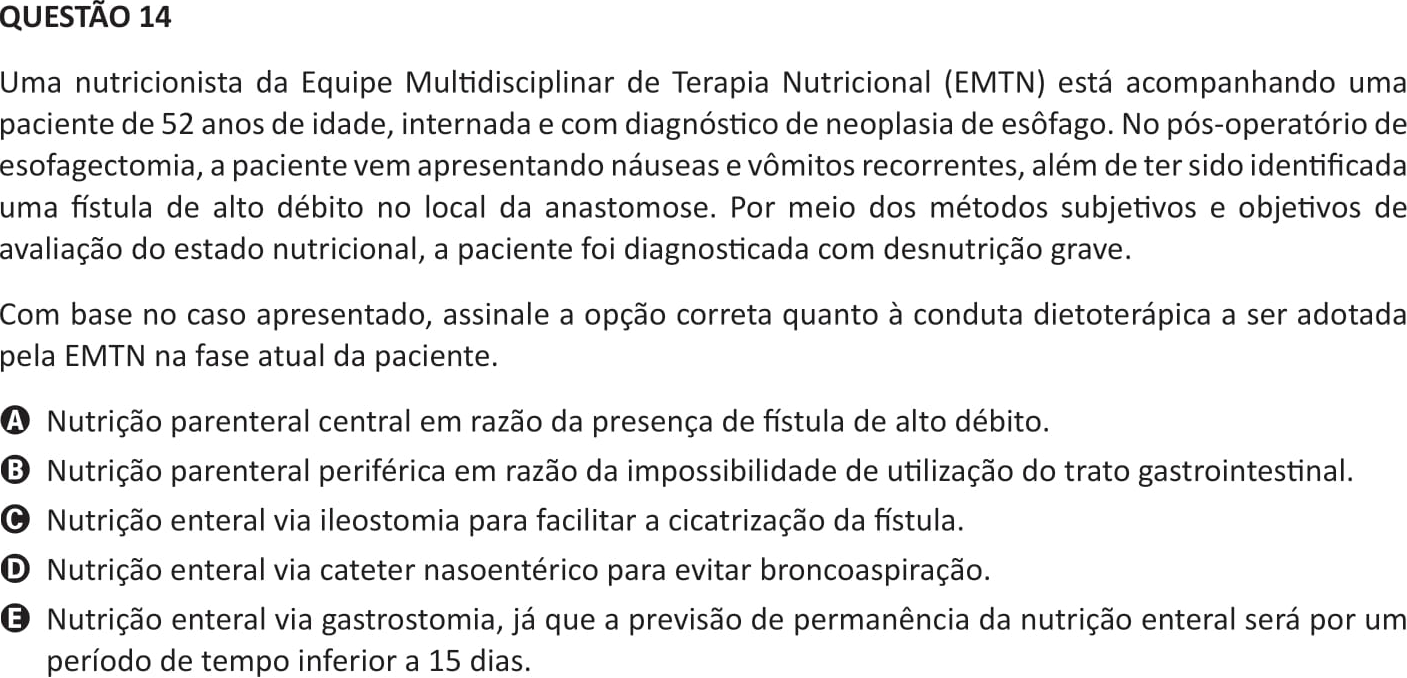 QUESTÃO 14
Uma nutricionista da Equipe Multidisciplinar de Terapia Nutricional (EMTN) está acompanhando uma
paciente de 52 anos de idade, internada e com diagnóstico de neoplasia de esôfago. No pós-operatório de
esofagectomia, a paciente vem apresentando náuseas e vômitos recorrentes, além de ter sido identificada
uma fístula de alto débito no local da anastomose. Por meio dos métodos subjetivos e objetivos de
avaliação do estado nutricional, a paciente foi diagnosticada com desnutrição grave.
Com base no caso apresentado, assinale a opção correta quanto à conduta dietoterápica a ser adotada
pela EMTN na fase atual da paciente.
A Nutrição parenteral central em razão da presença de fístula de alto débito.
B Nutrição parenteral periférica em razão da impossibilidade de utilização do trato gastrointestinal.
C Nutrição enteral via ileostomia para facilitar a cicatrização da fístula.
D Nutrição enteral via cateter nasoentérico para evitar broncoaspiração.
E Nutrição enteral via gastrostomia, já que a previsão de permanência da nutrição enteral será por um
período de tempo inferior a 15 dias.